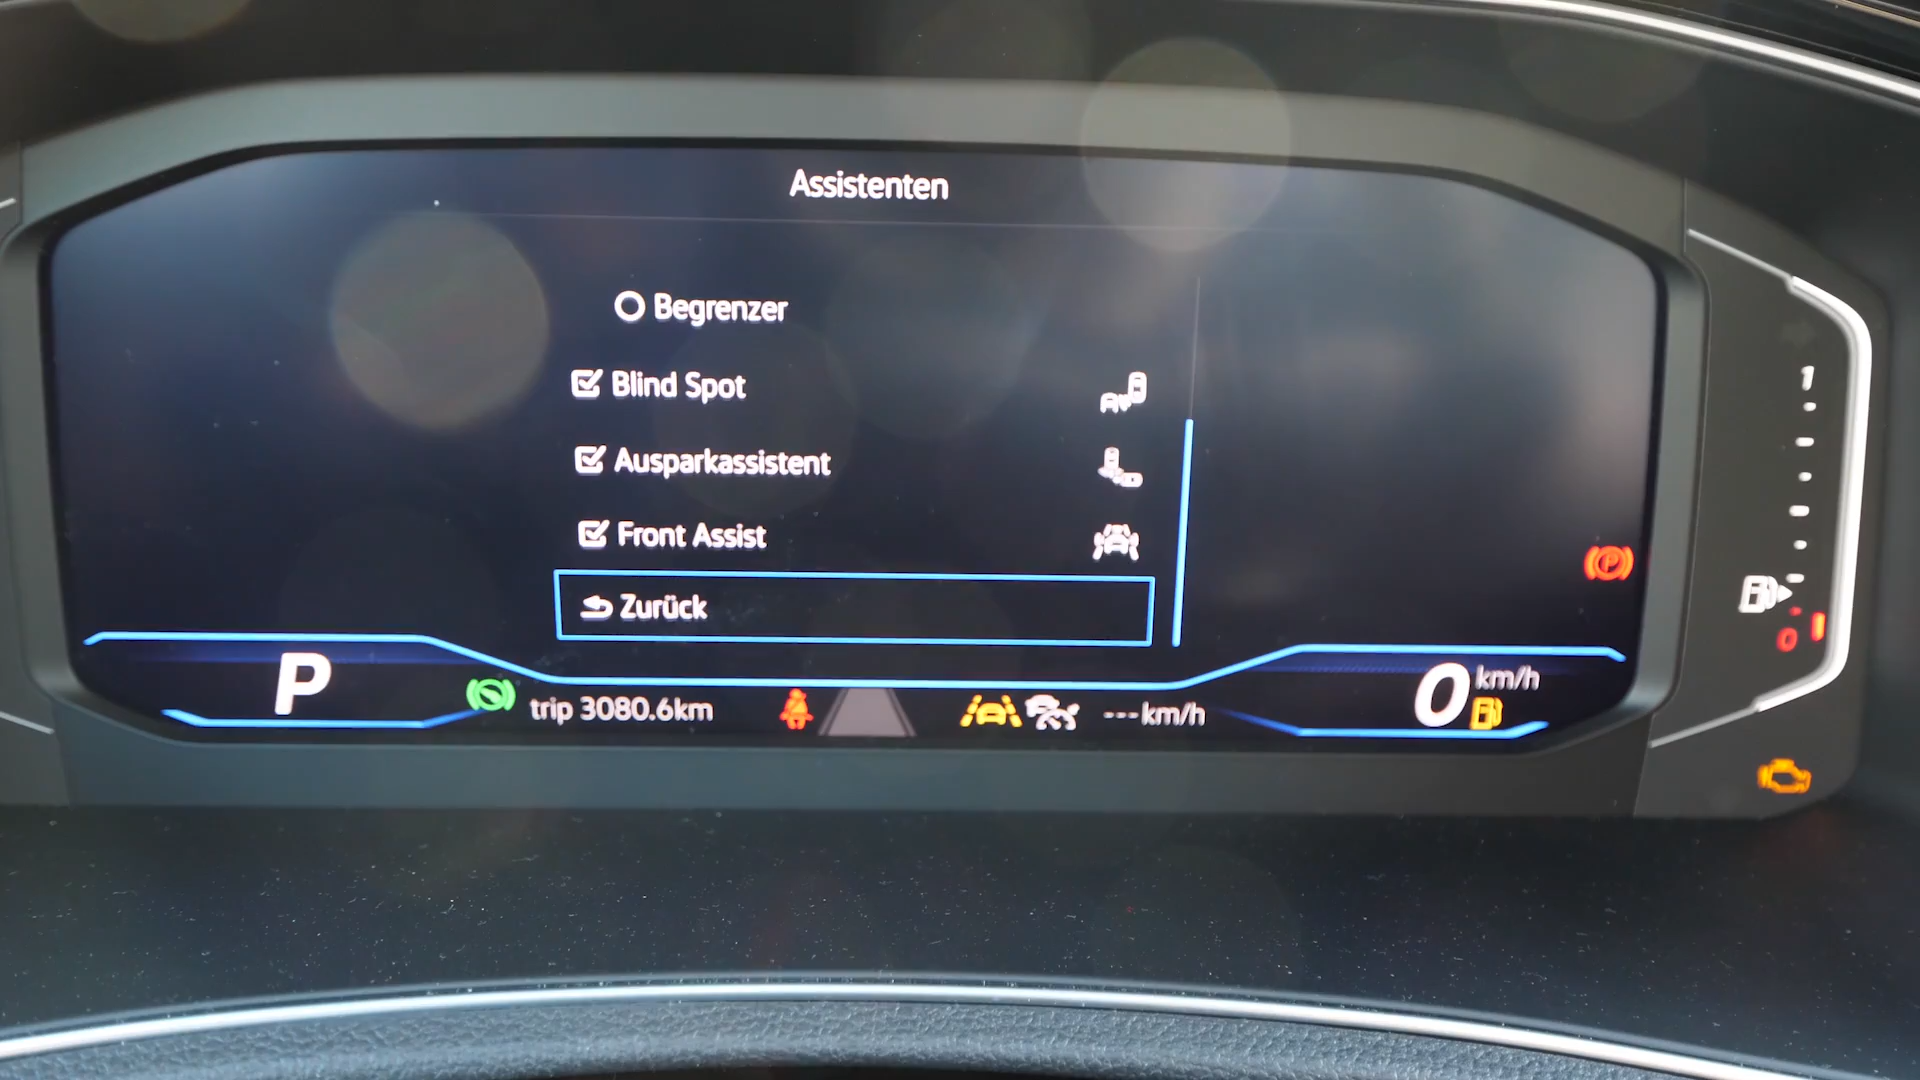 Assistenten
Begrenzer
Blind Spot
Ausparkassistent
Front Assist
Zurück
P
trip 3080.6km
--- km/h
0 km/h
1
0